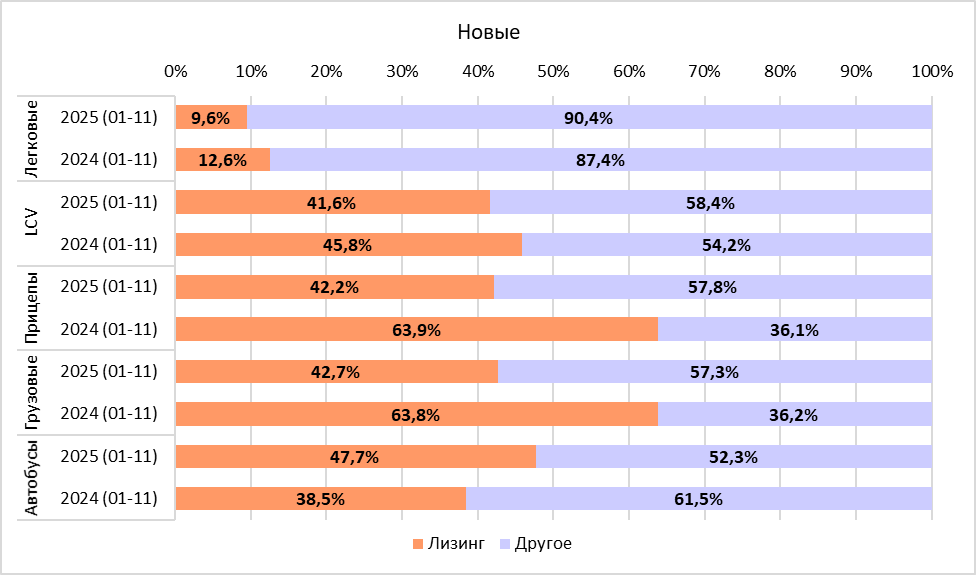 Новые
0% 10% 20% 30% 40% 50% 60% 70% 80% 90% 100%
Легковые
2025 (01-11) 9,6% 90,4%
2024 (01-11) 12,6% 87,4%
LCV
2025 (01-11) 41,6% 58,4%
2024 (01-11) 45,8% 54,2%
Прицепы
2025 (01-11) 42,2% 57,8%
2024 (01-11) 63,9% 36,1%
Грузовые
2025 (01-11) 42,7% 57,3%
2024 (01-11) 63,8% 36,2%
Автобусы
2025 (01-11) 47,7% 52,3%
2024 (01-11) 38,5% 61,5%
Лизинг Другое